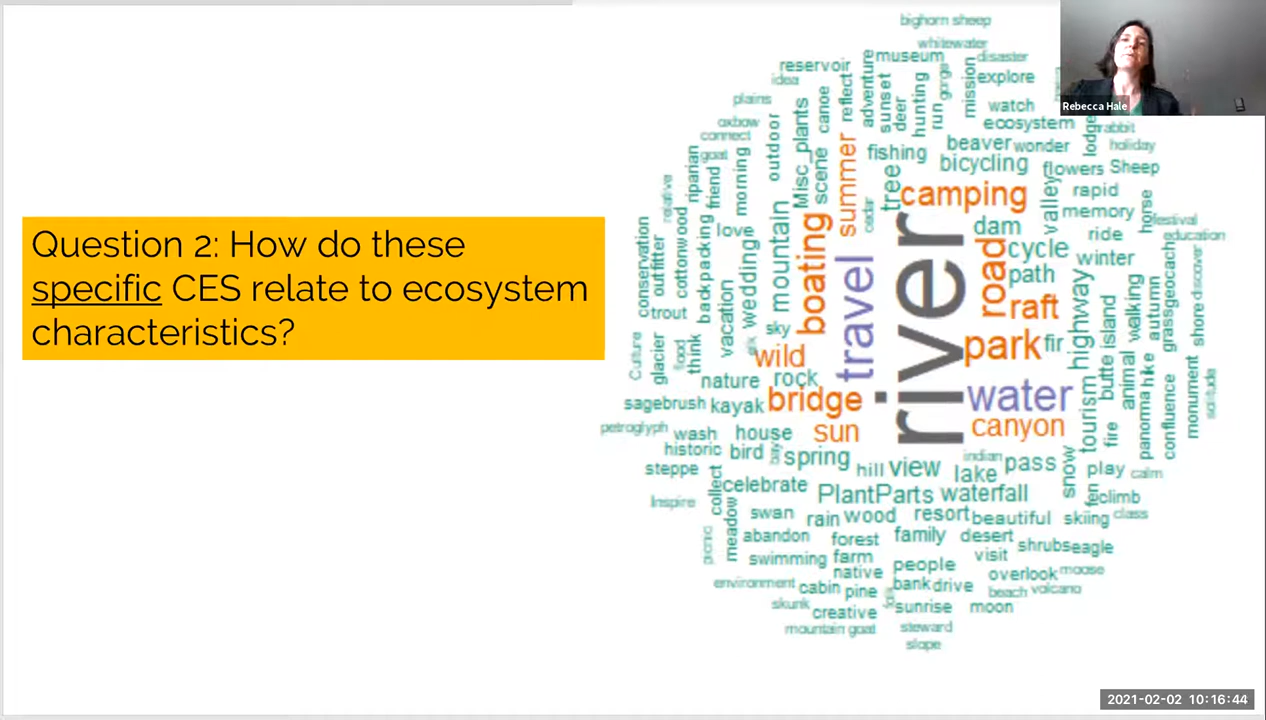 Question 2: How do these
specific CES relate to ecosystem
characteristics?
bighorn sheep
whitewater
museum
disaster
reservoir
idea
explore
plains
oxbow
connect
goat
riparian
friend
morning
outdoor
Misc_plants
scene
canoe
reflect
adventure
sunset
deer
hunting
run
gorge
mission
watch
ecosystem
lodge
rabbit
holiday
fishing
beaver
wonder
bicycling
flowers
Sheep
summer
cedar
tree
camping
valley
rapid
memory
horse
festival
education
relative
conservation
outfitter
cottonwood
backpacking
love
wedding
mountain
boating
travel
river
dam
road
cycle
path
ride
winter
raft
highway
island
walking
autumn
geocach
grass
discover
shore
trout
vacation
sky
elk
Culture
glacier
flood
think
wild
park
fir
butte
animal
hike
panorma
monument
solitude
nature
rock
sagebrush
kayak
bridge
water
tourism
fire
confluence
petroglyph
wash
house
sun
canyon
historic
bird
bay
spring
hill
view
indian
lake
pass
snow
play
calm
steppe
collect
celebrate
PlantParts
waterfall
fen
climb
Inspire
meadow
swan
rain
wood
resort
beautiful
skiing
class
picnic
abandon
forest
family
desert
shrubs
eagle
swimming
farm
visit
native
people
overlook
moose
environment
cabin
pine
bank
drive
beach
volcano
skunk
creative
sunrise
moon
mountain goat
steward
slope
Rebecca Hale
2021-02-02 10:16:44